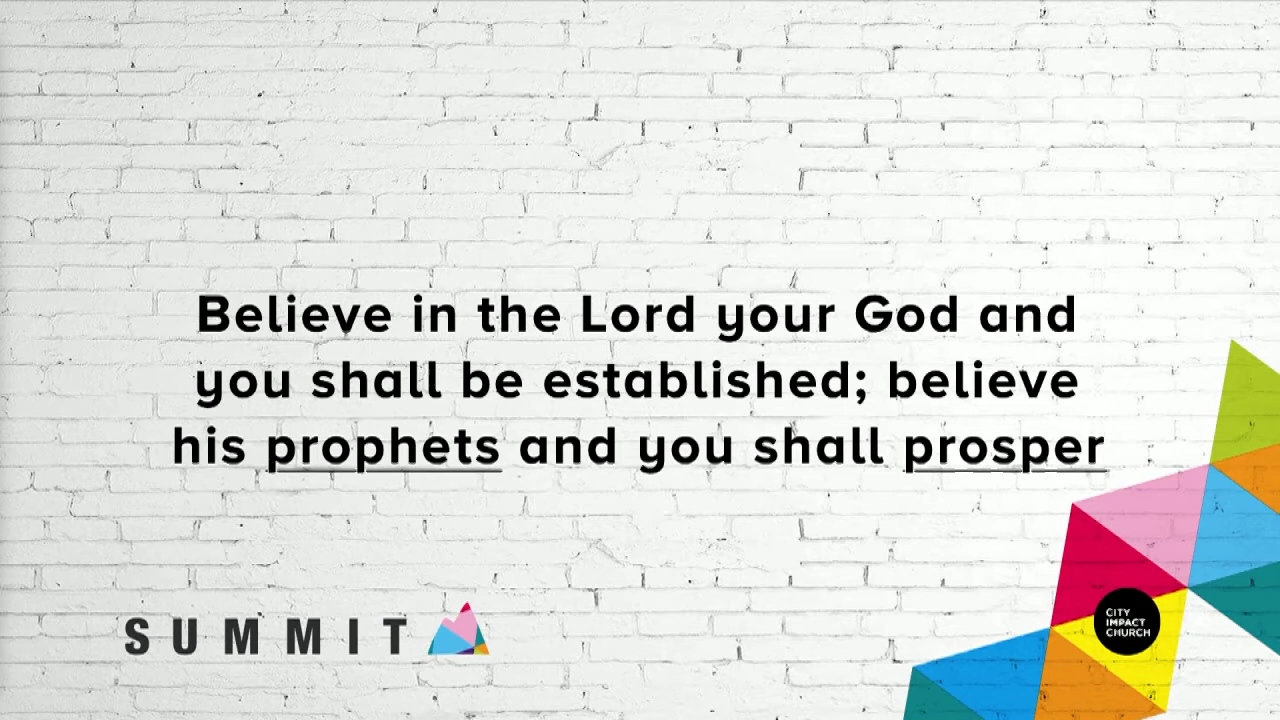 Believe in the Lord your God and
you shall be established; believe
his prophets and you shall prosper
SUMMIT
CITY
IMPACT
CHURCH